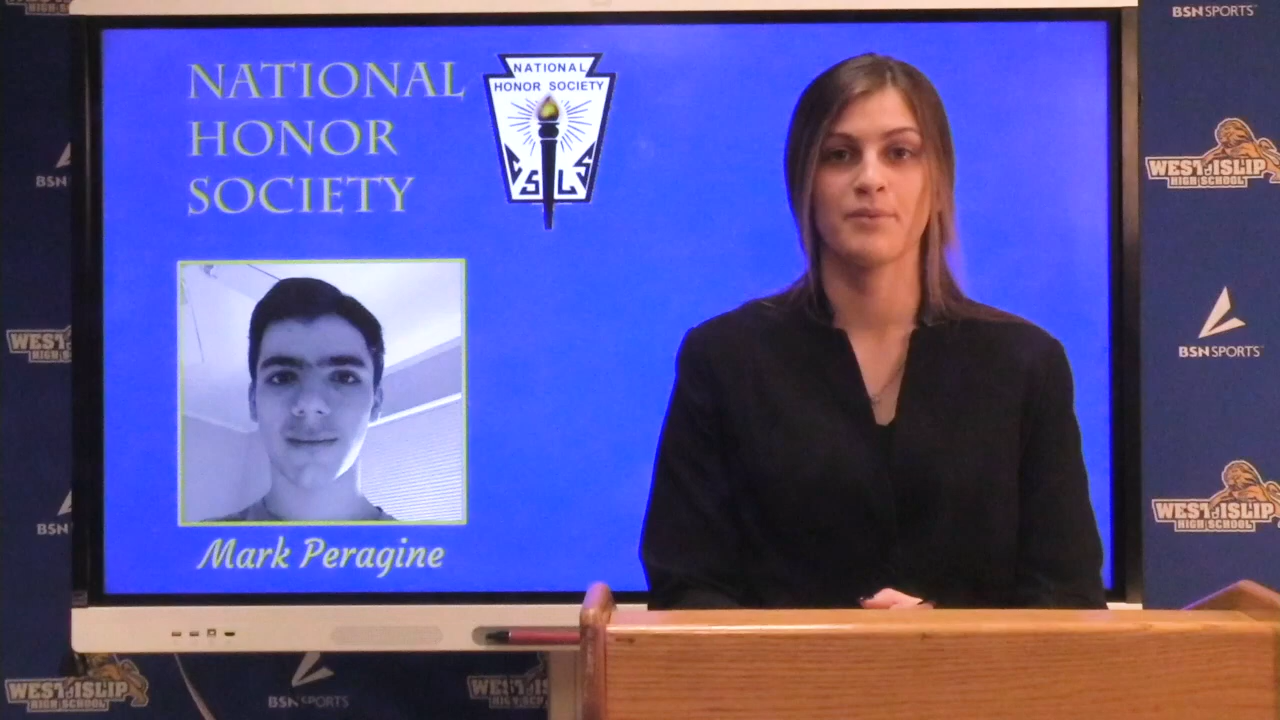 NATIONAL
HONOR
SOCIETY
NATIONAL
HONOR SOCIETY
C S L S
Mark Peragine
BSN SPORTS
WEST ISLIP
HIGH SCHOOL
BSN SPORTS
WEST ISLIP
HIGH SCHOOL
BSN
WEST
HIGH S
BSN
WEST ISLIP
HIGH SCHOOL
BSN SPORTS
WEST ISLIP
HIGH SCHOOL